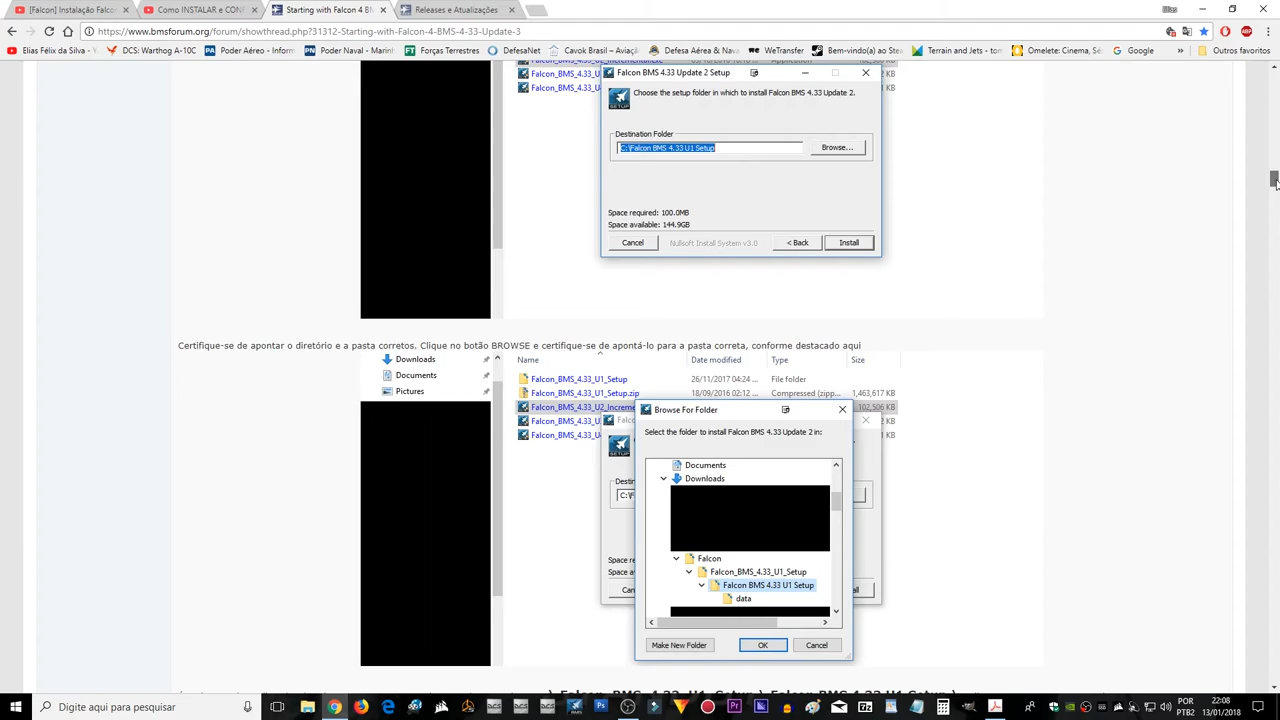 [Falcon] Instalação Falco
Como INSTALAR e CONF
Starting with Falcon 4 BM
Releases e Atualizações
Elias
https://www.bmsforum.org/forum/showthread.php?31312-Starting-with-Falcon-4-BMS-4-33-Update-3
Elias Félix da Silva -
DCS: Warthog A-10C
Poder Aéreo - Inform
Poder Naval - Marinh
Forças Terrestres
DefesaNet
Cavok Brasil – Aviaçã
Defesa Aérea & Nava
WeTransfer
Bem-vindo(a) ao Stea
Terrain and Jets - tom
Omelete: Cinema, Sé
Google
»
Outros favoritos
Falcon BMS 4.33 Update 2 Setup
Choose the setup folder in which to install Falcon BMS 4.33 Update 2.
Destination Folder
C:\Falcon BMS 4.33 U1 Setup
Browse...
Space required: 100.0MB
Space available: 144.9GB
Cancel
Nullsoft Install System v3.0
< Back
Install
Certifique-se de apontar o diretório e a pasta corretos. Clique no botão BROWSE e certifique-se de apontá-lo para a pasta correta, conforme destacado aqui
Downloads
Documents
Pictures
Name
Date modified
Type
Size
Falcon_BMS_4.33_U1_Setup
26/11/2017 04:24 ...
File folder
Falcon_BMS_4.33_U1_Setup.zip
18/09/2016 02:12 ...
Compressed (zipp...
1,463,617 KB
Falcon_BMS_4.33_U2_Increme
102,506 KB
Browse For Folder
Select the folder to install Falcon BMS 4.33 Update 2 in:
Documents
Downloads
Falcon
Falcon_BMS_4.33_U1_Setup
Falcon BMS 4.33 U1 Setup
data
Make New Folder
OK
Cancel
Digite aqui para pesquisar
POR
PTB2
22:08
13/01/2018